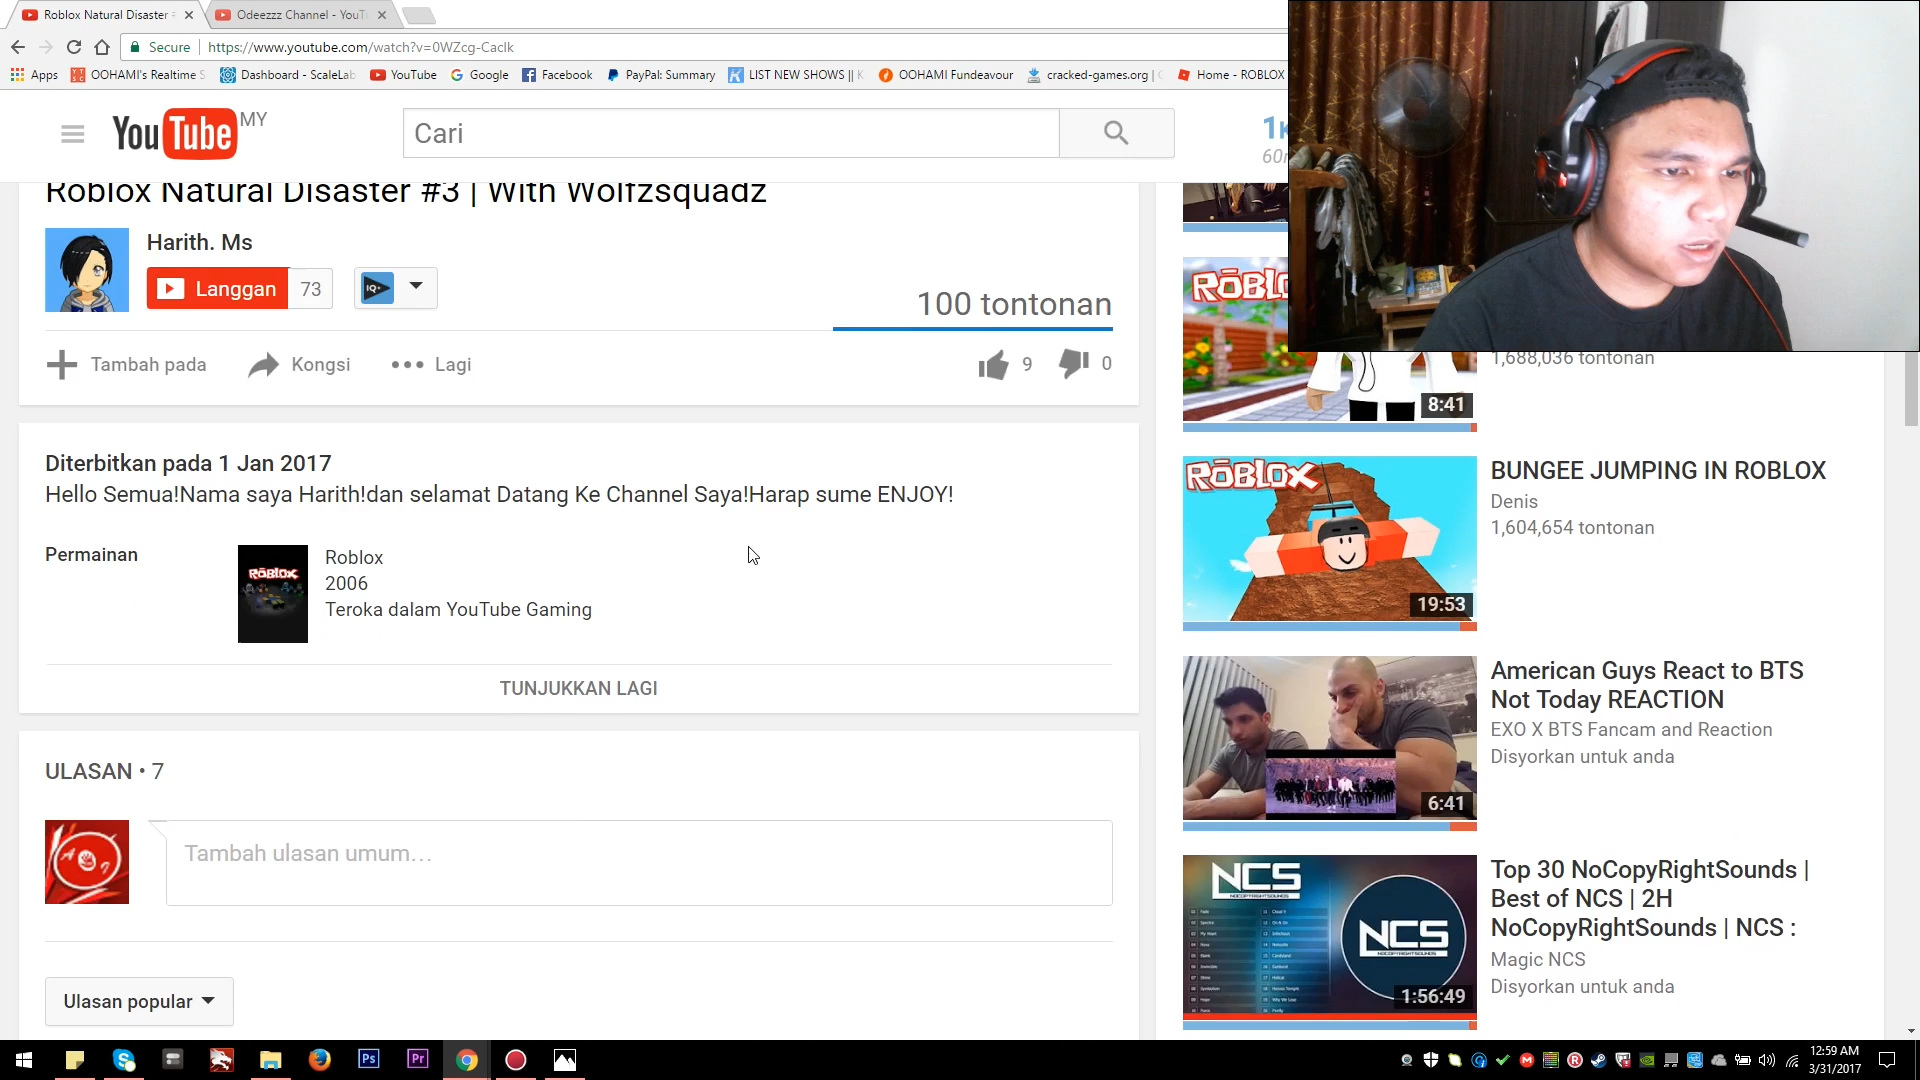 Roblox Natural Disaster #
Odeezzz Channel - YouT
Secure
https://www.youtube.com/watch?v=0WZcg-Caclk
Apps
OOHAMI's Realtime S
Dashboard - ScaleLab
YouTube
Google
Facebook
PayPal: Summary
LIST NEW SHOWS ||
OOHAMI Fundeavour
cracked-games.org |
Home - ROBLOX
YouTube MY
Cari
1K
60
Roblox Natural Disaster #3 | With Wolfzsquadz
Harith. Ms
Langgan
73
IQ
100 tontonan
Tambah pada
Kongsi
Lagi
9
0
Diterbitkan pada 1 Jan 2017
Hello Semua!Nama saya Harith!dan selamat Datang Ke Channel Saya!Harap sume ENJOY!
Permainan
ROBLOX
Roblox
2006
Teroka dalam YouTube Gaming
TUNJUKKAN LAGI
ULASAN • 7
Tambah ulasan umum...
Ulasan popular
ROBLOX
8:41
1,688,036 tontonan
ROBLOX
19:53
BUNGEE JUMPING IN ROBLOX
Denis
1,604,654 tontonan
6:41
American Guys React to BTS
Not Today REACTION
EXO X BTS Fancam and Reaction
Disyorkan untuk anda
NCS
NCS
1:56:49
Top 30 NoCopyRightSounds |
Best of NCS | 2H
NoCopyRightSounds | NCS :
Magic NCS
Disyorkan untuk anda
Ps
Pr
12:59 AM
3/31/2017